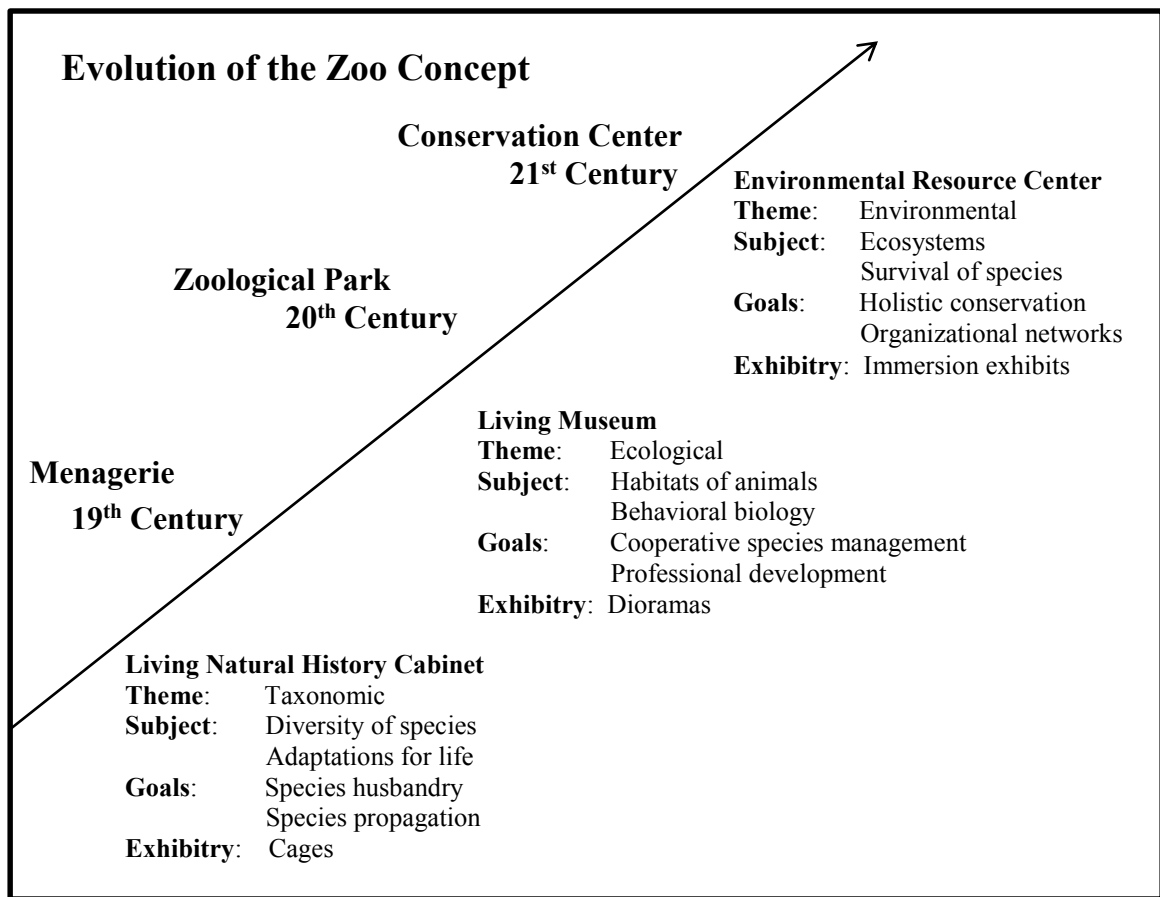 Evolution of the Zoo Concept
Conservation Center
21st Century
Environmental Resource Center
Theme: Environmental
Subject: Ecosystems
Survival of species
Goals: Holistic conservation
Organizational networks
Exhibitry: Immersion exhibits
Zoological Park
20th Century
Living Museum
Theme: Ecological
Subject: Habitats of animals
Behavioral biology
Goals: Cooperative species management
Professional development
Exhibitry: Dioramas
Menagerie
19th Century
Living Natural History Cabinet
Theme: Taxonomic
Subject: Diversity of species
Adaptations for life
Goals: Species husbandry
Species propagation
Exhibitry: Cages